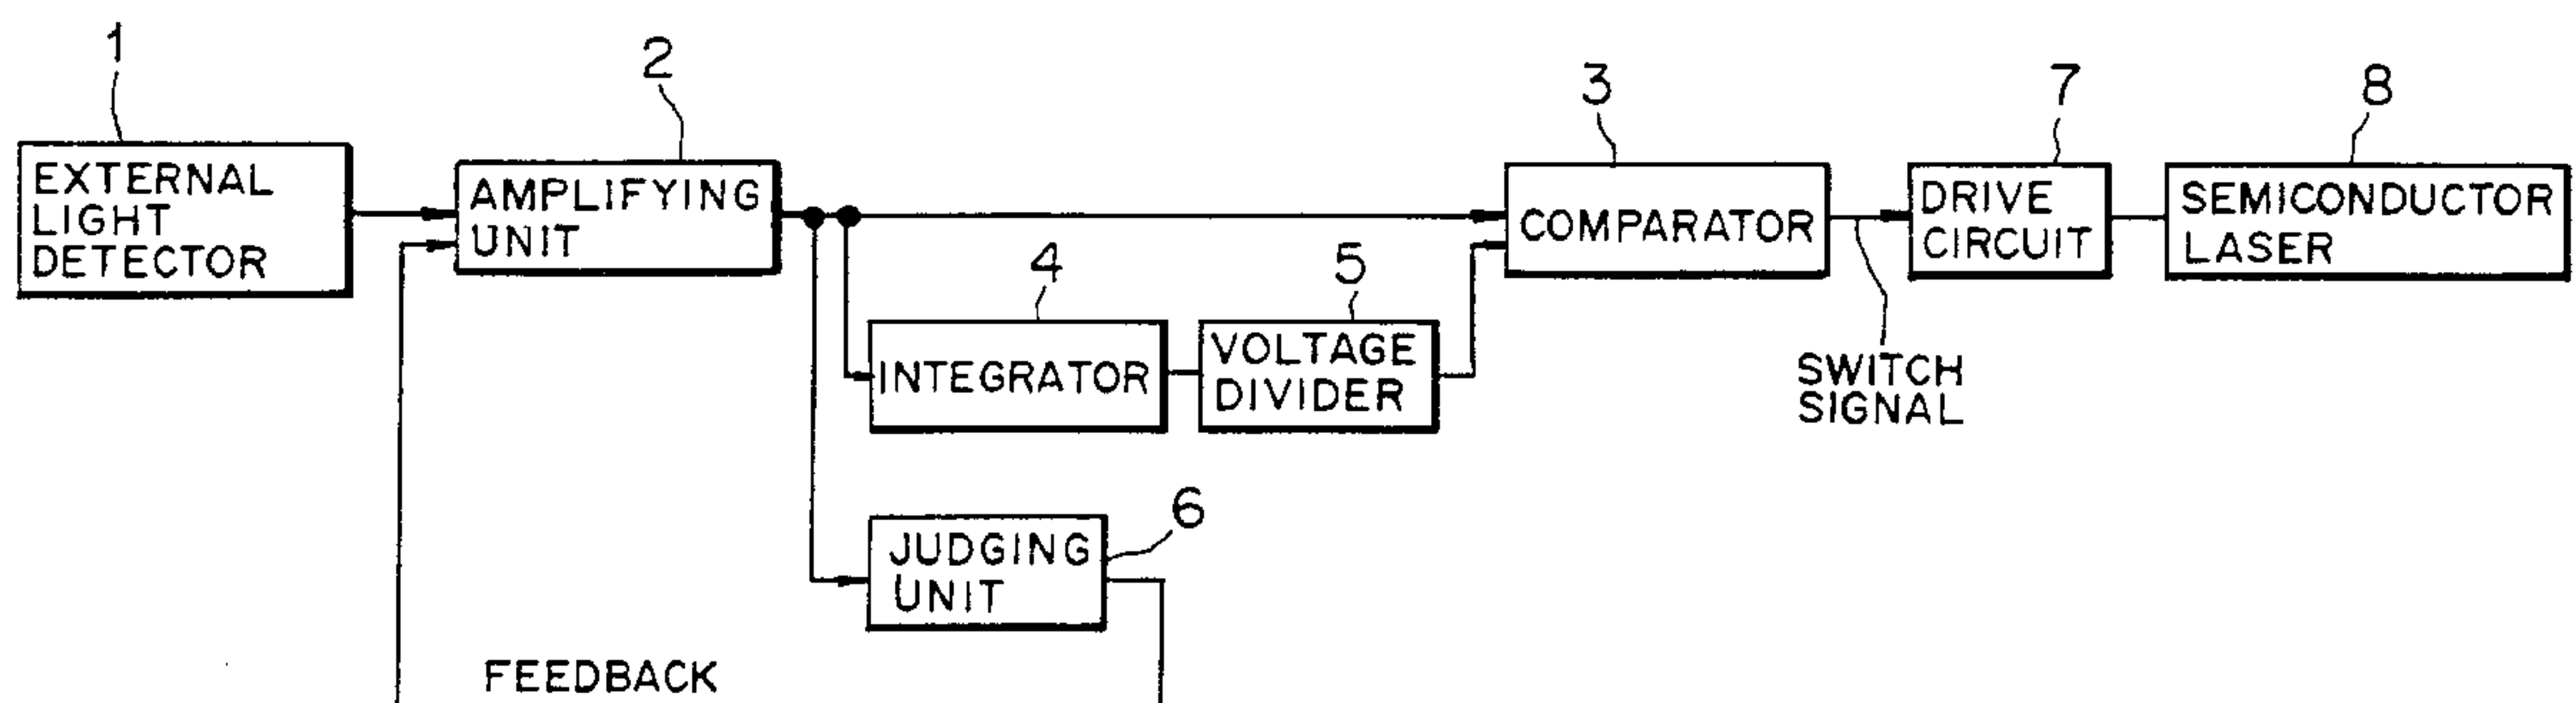 1
EXTERNAL
LIGHT
DETECTOR
2
AMPLIFYING
UNIT
3
COMPARATOR
4
INTEGRATOR
5
VOLTAGE
DIVIDER
6
JUDGING
UNIT
7
DRIVE
CIRCUIT
8
SEMICONDUCTOR
LASER
SWITCH
SIGNAL
FEEDBACK